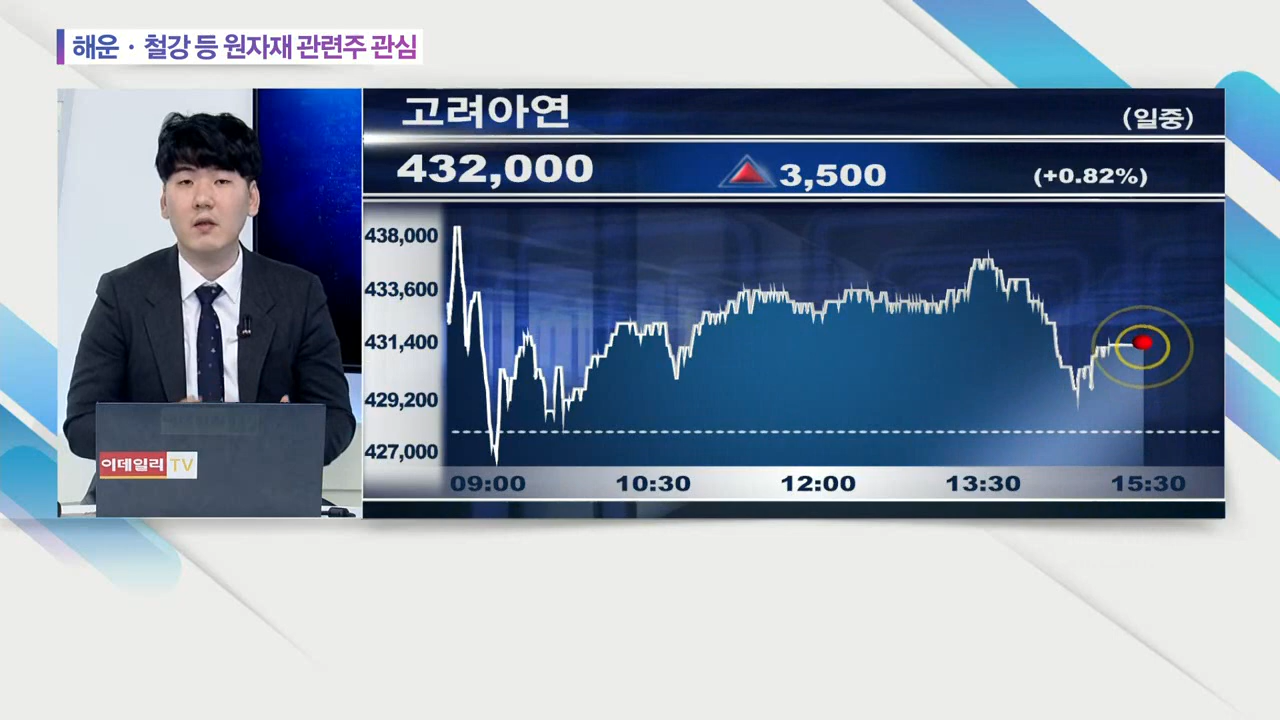 해운 · 철강 등 원자재 관련주 관심
고려아연
(일중)
432,000 3,500 (+0.82%)
438,000
433,600
431,400
429,200
427,000
09:00 10:30 12:00 13:30 15:30
이데일리 TV